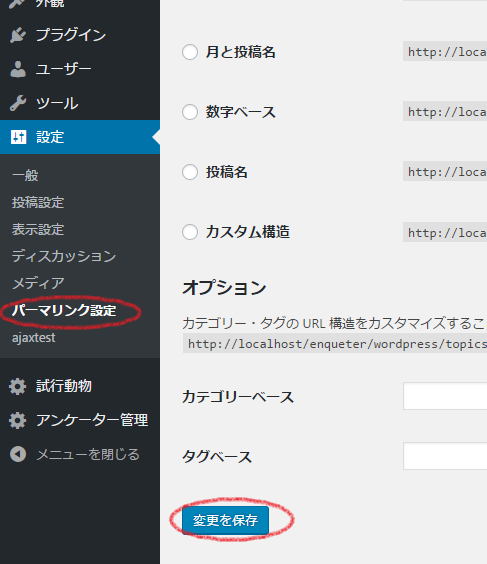 外観
プラグイン
ユーザー
ツール
設定
一般
投稿設定
表示設定
ディスカッション
メディア
パーマリンク設定
ajaxtest
試行動物
アンケーター管理
メニューを閉じる
月と投稿名 http://loca
数字ベース http://loca
投稿名 http://loca
カスタム構造 http://loca
オプション
カテゴリー・タグの URL 構造をカスタマイズするこ
http://localhost/enqueter/wordpress/topics
カテゴリーベース
タグベース
変更を保存